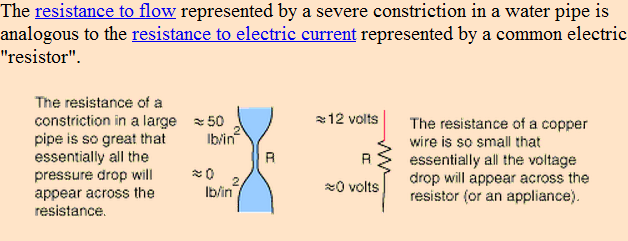 The resistance to flow represented by a severe constriction in a water pipe is
analogous to the resistance to electric current represented by a common electric
"resistor".
The resistance of a
constriction in a large
pipe is so great that
essentially all the
pressure drop will
appear across the
resistance.
≈ 50
lb/in²
R
≈ 0
lb/in²
≈12 volts
R
≈0 volts
The resistance of a copper
wire is so small that
essentially all the voltage
drop will appear across the
resistor (or an appliance).